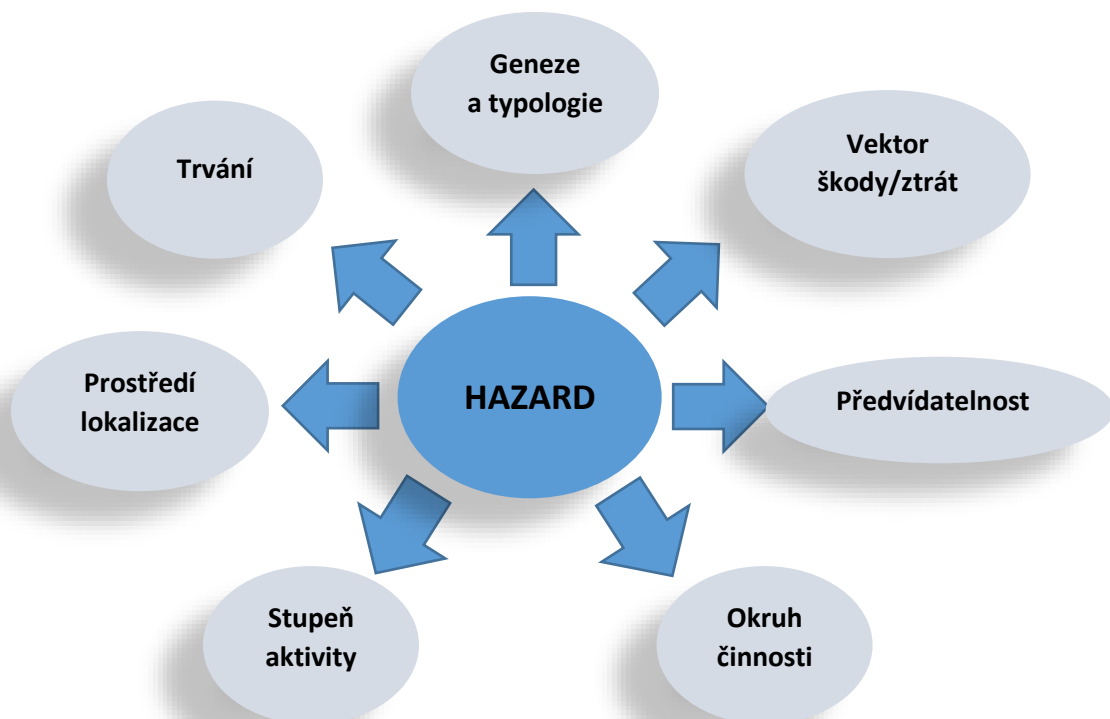 Geneze
a typologie
Trvání
Vektor
škody/ztrát
Prostředí
lokalizace
HAZARD
Předvídatelnost
Stupeň
aktivity
Okruh
činnosti